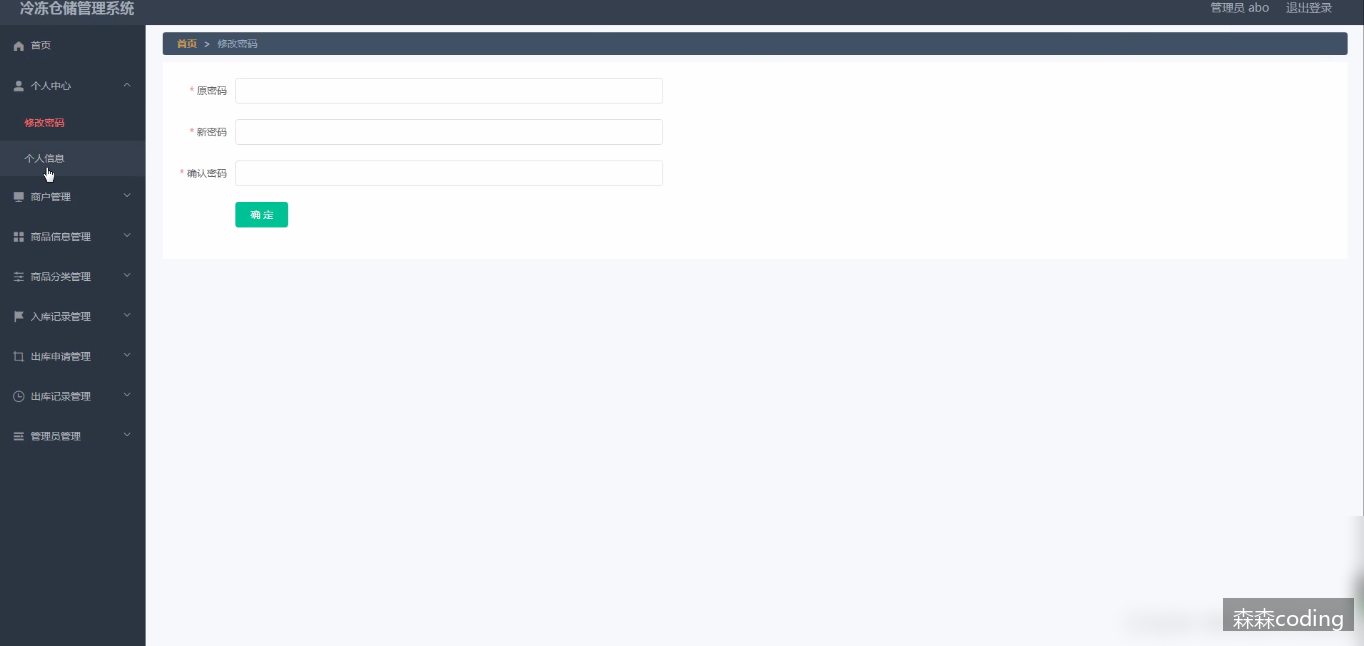 冷冻仓储管理系统
管理员 abo 退出登录
首页
个人中心
修改密码
个人信息
商户管理
商品信息管理
商品分类管理
入库记录管理
出库申请管理
出库记录管理
管理员管理
首页 > 修改密码
* 原密码
* 新密码
* 确认密码
确 定
森森coding